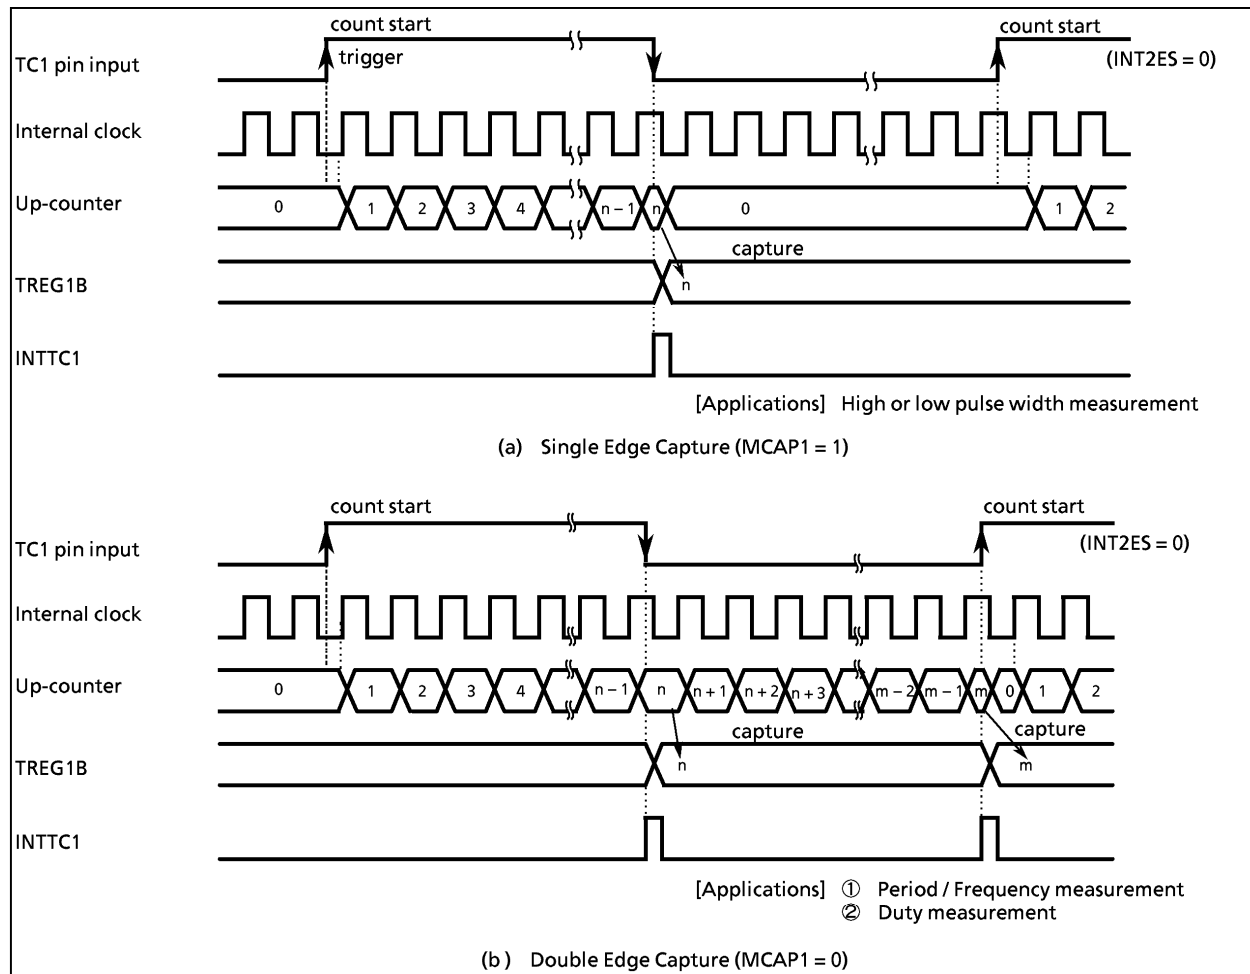 count start
count start
TC1 pin input
trigger
(INT2ES = 0)
Internal clock
Up-counter
0 1 2 3 4 n – 1 n 0 1 2
capture
TREG1B
n
INTTC1
[Applications] High or low pulse width measurement
(a) Single Edge Capture (MCAP1 = 1)
count start
count start
TC1 pin input
(INT2ES = 0)
Internal clock
Up-counter
0 1 2 3 4 n – 1 n n + 1 n + 2 n + 3 m – 2 m – 1 m 0 1 2
capture
capture
TREG1B
n
m
INTTC1
[Applications] ① Period / Frequency measurement
② Duty measurement
(b ) Double Edge Capture (MCAP1 = 0)